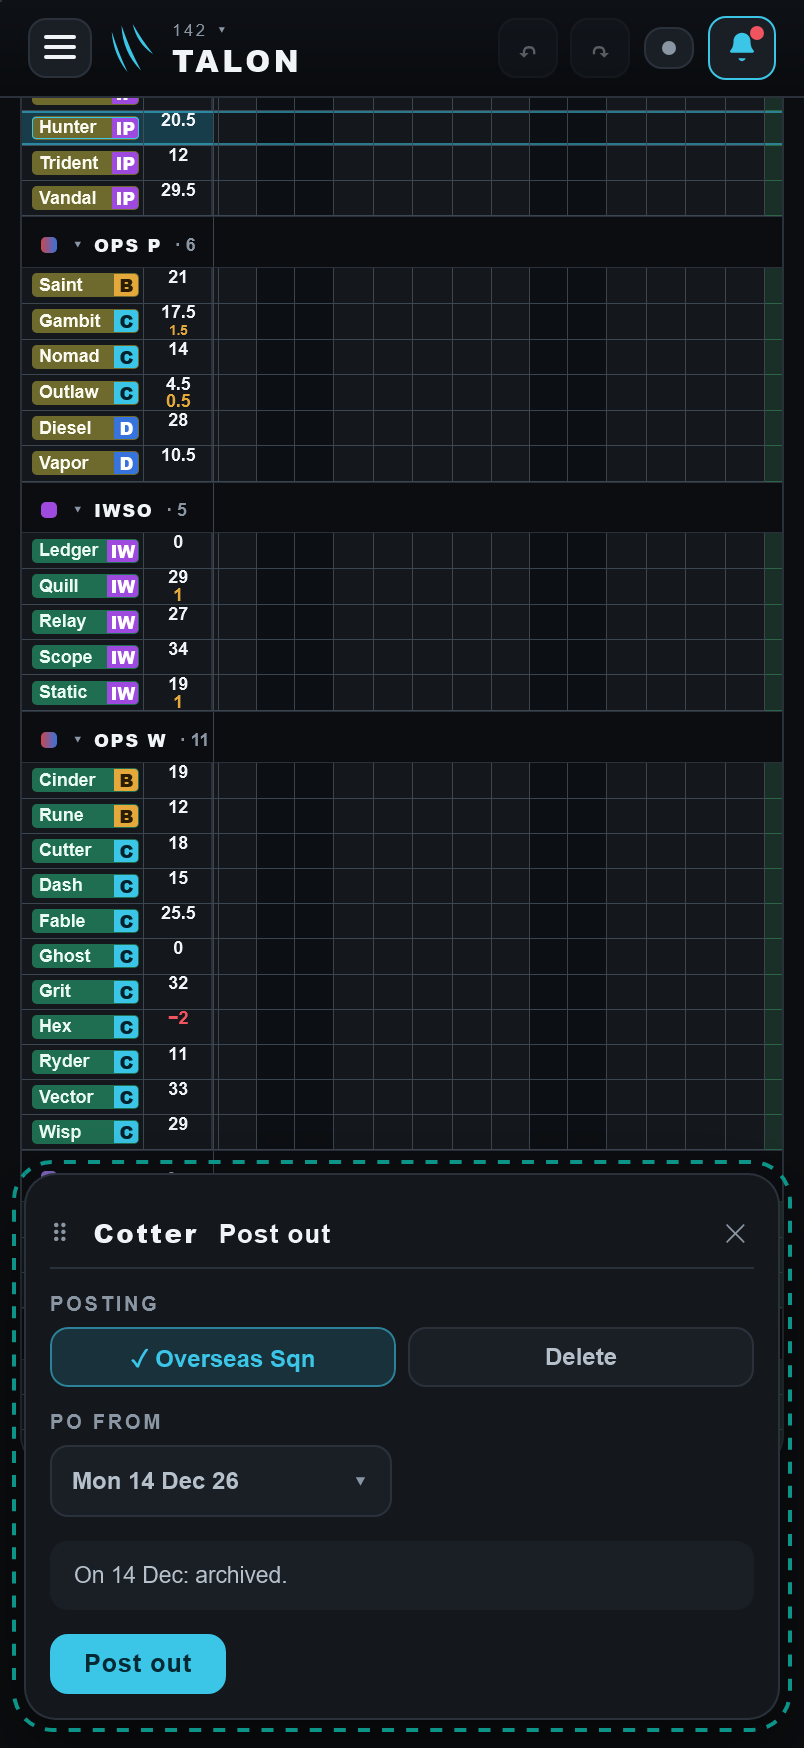 142 ▾
TALON
Hunter IP 20.5
Trident IP 12
Vandal IP 29.5
▾ OPS P · 6
Saint B 21
Gambit C 17.5
1.5
Nomad C 14
Outlaw C 4.5
0.5
Diesel D 28
Vapor D 10.5
▾ IWSO · 5
Ledger IW 0
Quill IW 29
1
Relay IW 27
Scope IW 34
Static IW 19
1
▾ OPS W · 11
Cinder B 19
Rune B 12
Cutter C 18
Dash C 15
Fable C 25.5
Ghost C 0
Grit C 32
Hex C −2
Ryder C 11
Vector C 33
Wisp C 29
Cotter Post out
POSTING
✓ Overseas Sqn Delete
PO FROM
Mon 14 Dec 26 ▾
On 14 Dec: archived.
Post out